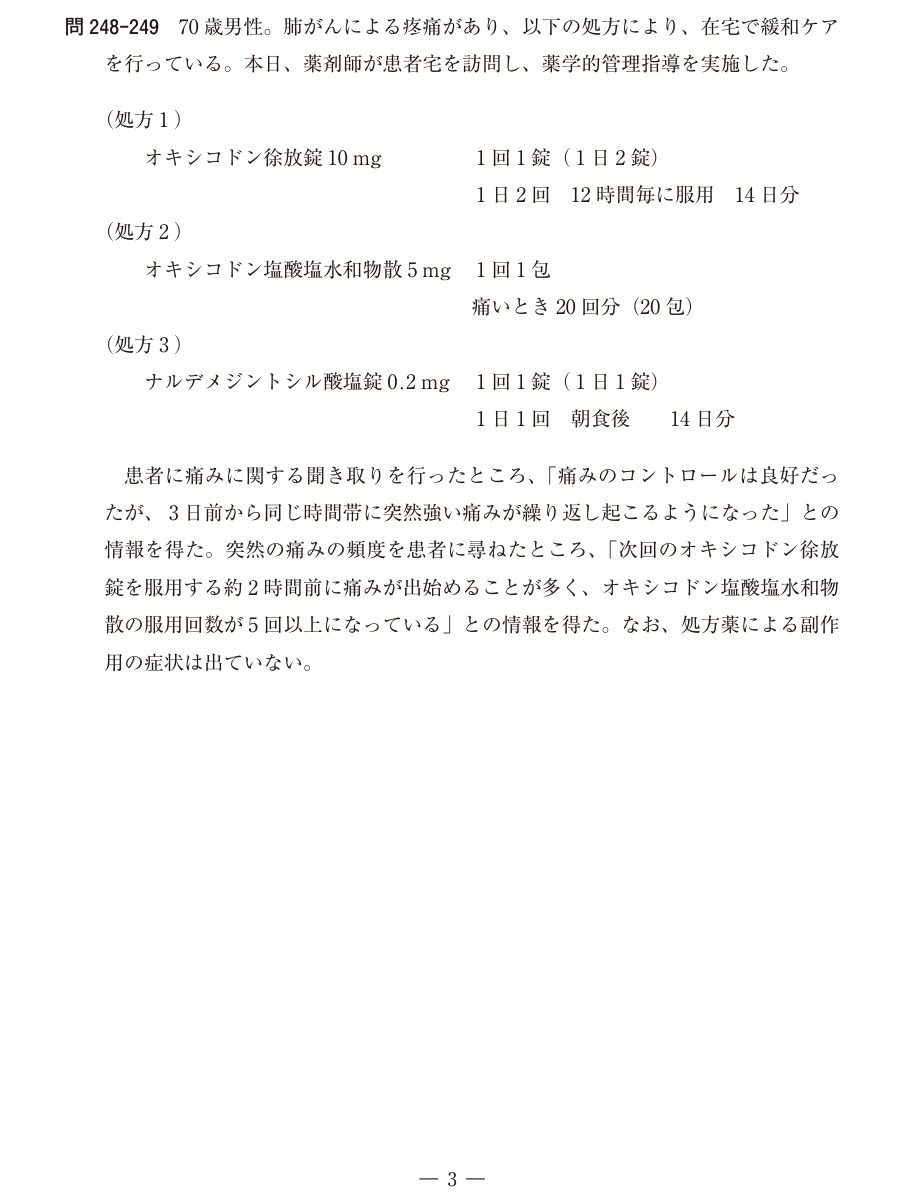 問 248-249　70 歳男性。肺がんによる疼痛があり、以下の処方により、在宅で緩和ケア
を行っている。本日、薬剤師が患者宅を訪問し、薬学的管理指導を実施した。
（処方１）
オキシコドン徐放錠 10 mg　１回１錠（１日２錠）
１日２回　12 時間毎に服用　14 日分
（処方２）
オキシコドン塩酸塩水和物散 5 mg　１回１包
痛いとき 20 回分（20 包）
（処方３）
ナルデメジントシル酸塩錠 0.2 mg　１回１錠（１日１錠）
１日１回　朝食後　　14 日分
患者に痛みに関する聞き取りを行ったところ、「痛みのコントロールは良好だっ
たが、３日前から同じ時間帯に突然強い痛みが繰り返し起こるようになった」との
情報を得た。突然の痛みの頻度を患者に尋ねたところ、「次回のオキシコドン徐放
錠を服用する約２時間前に痛みが出始めることが多く、オキシコドン塩酸塩水和物
散の服用回数が５回以上になっている」との情報を得た。なお、処方薬による副作
用の症状は出ていない。
― 3 ―